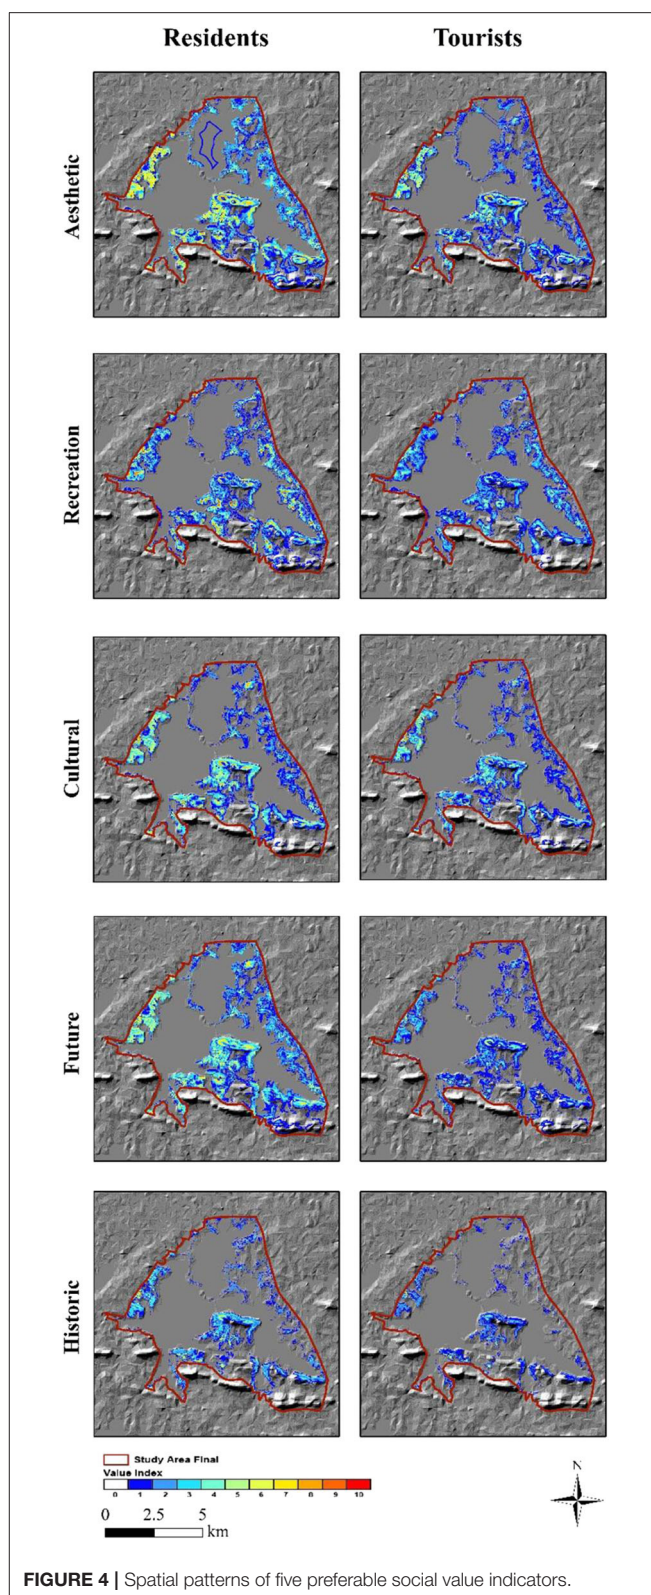 Residents Tourists
Aesthetic
Recreation
Cultural
Future
Historic
Study Area Final
Value Index
0 1 2 3 4 5 6 7 8 9 10
0 2.5 5
km
N
FIGURE 4 | Spatial patterns of five preferable social value indicators.